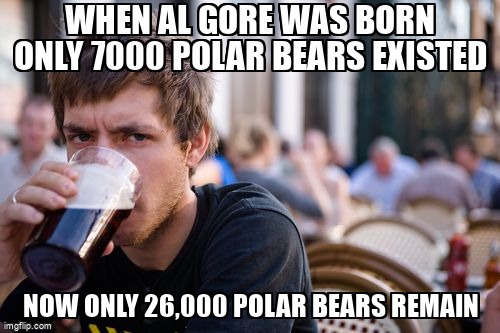 WHEN AL GORE WAS BORN
ONLY 7000 POLAR BEARS EXISTED
NOW ONLY 26,000 POLAR BEARS REMAIN
imgflip.com